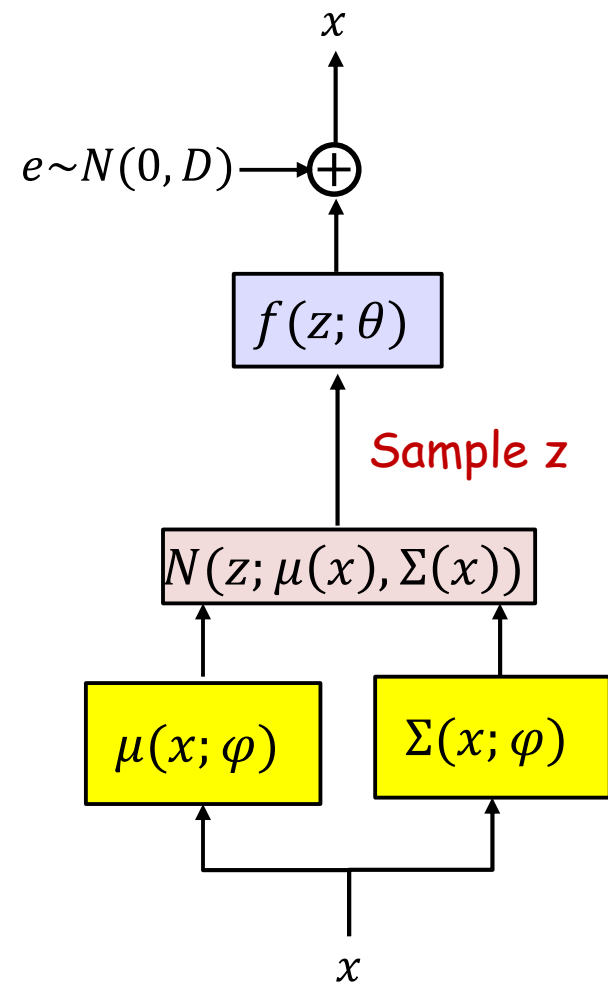 x
e~N(0, D)
f(z; θ)
Sample z
N(z; μ(x), Σ(x))
μ(x; φ)
Σ(x; φ)
x